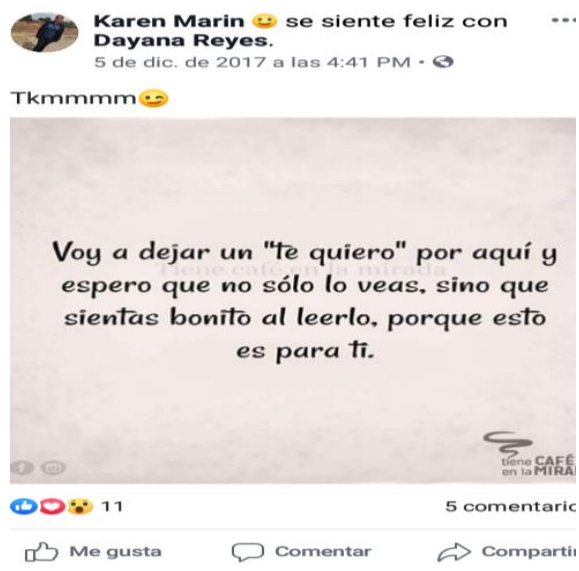 Karen Marin 😀 se siente feliz con
Dayana Reyes.
5 de dic. de 2017 a las 4:41 PM •
Tkmmmm😉
Voy a dejar un "te quiero" por aquí y
Tiene café en la mirada
espero que no sólo lo veas, sino que
sientas bonito al leerlo, porque esto
es para ti.
tiene CAFÉ
en la MIRA
11
5 comentario
Me gusta
Comentar
Compartir